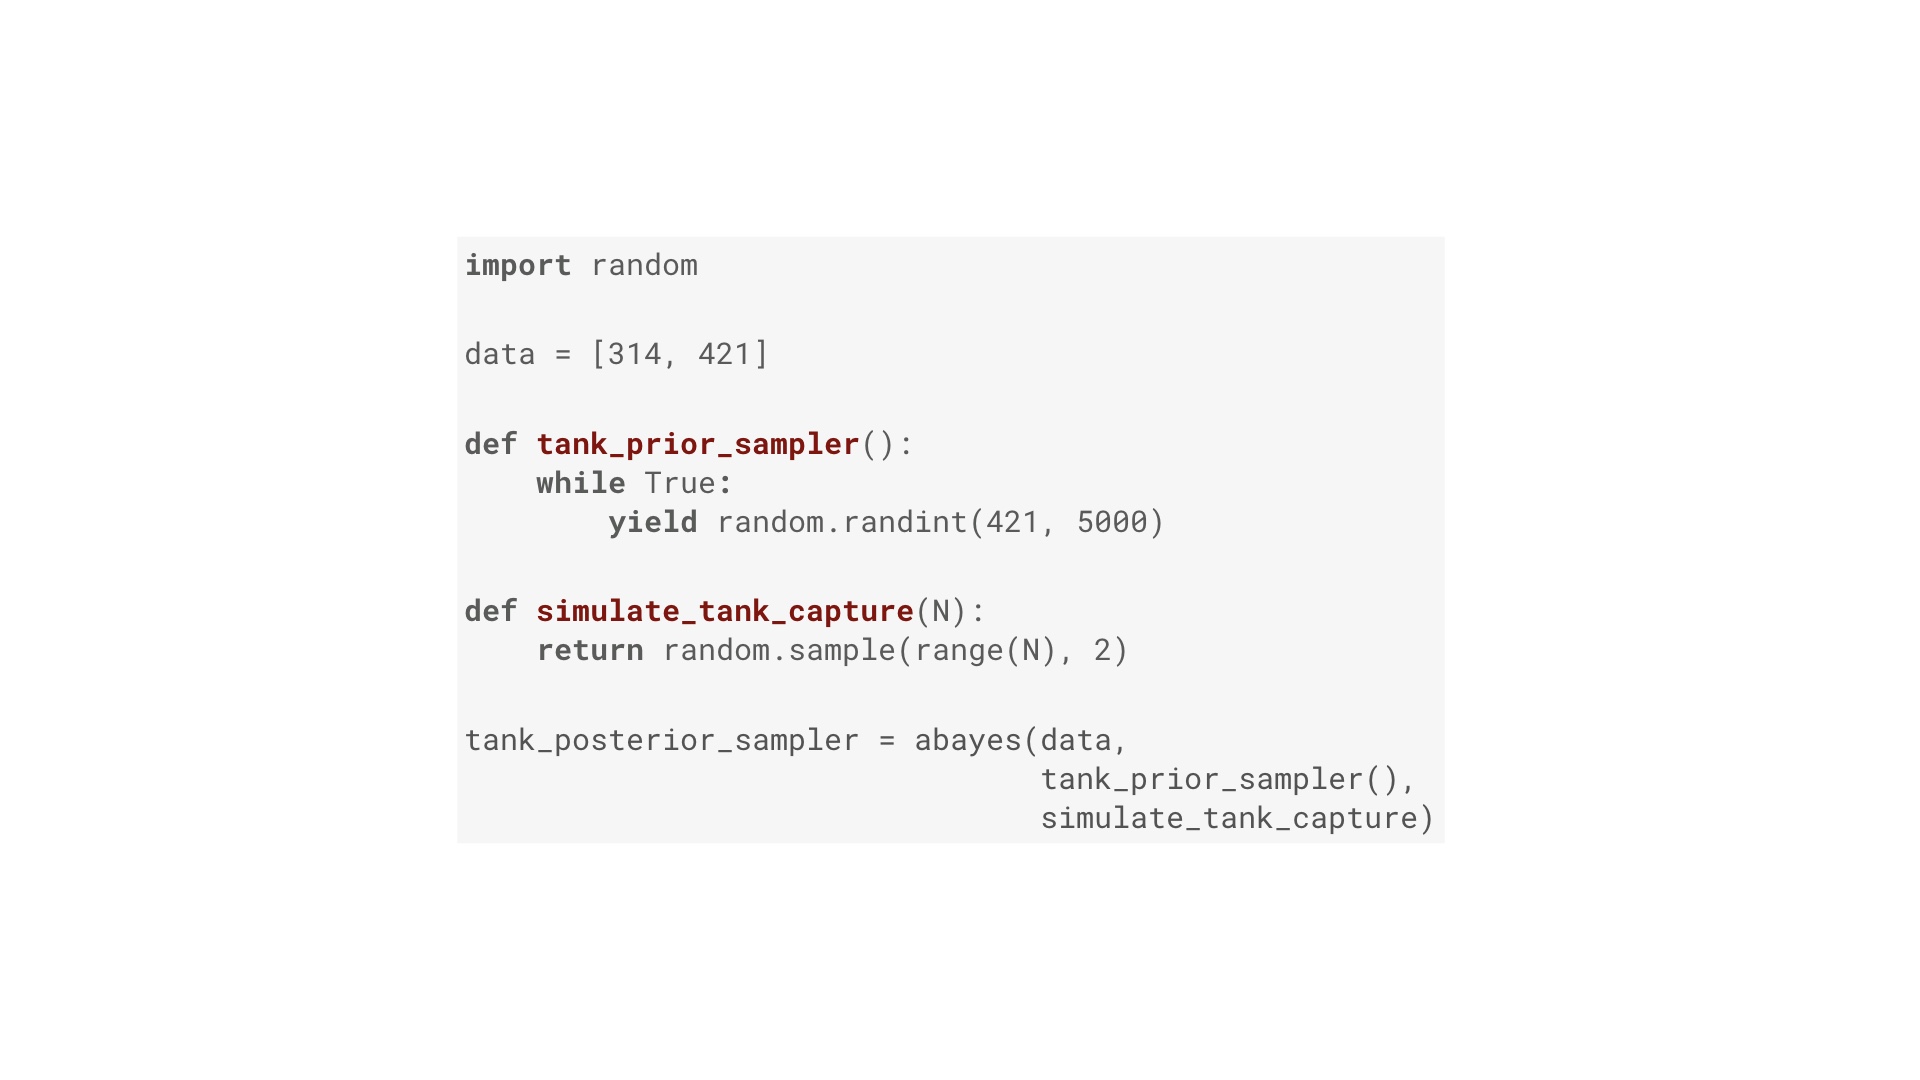 import random
data = [314, 421]
def tank_prior_sampler():
    while True:
        yield random.randint(421, 5000)
def simulate_tank_capture(N):
    return random.sample(range(N), 2)
tank_posterior_sampler = abayes(data,
                                tank_prior_sampler(),
                                simulate_tank_capture)